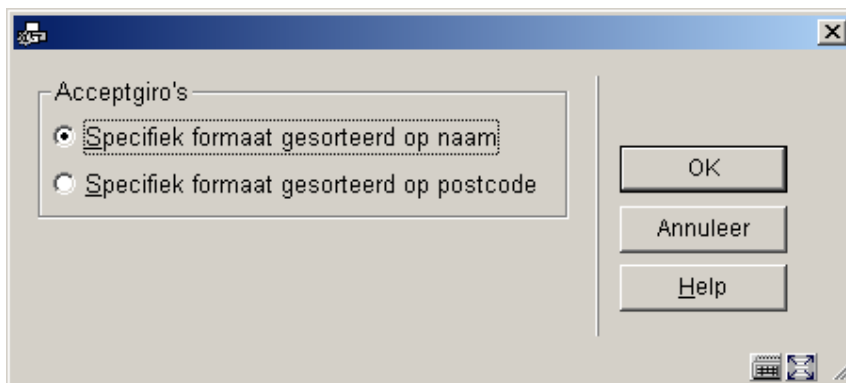 Acceptgiro's
Specifiek formaat gesorteerd op naam
Specifiek formaat gesorteerd op postcode
OK
Annuleer
Help